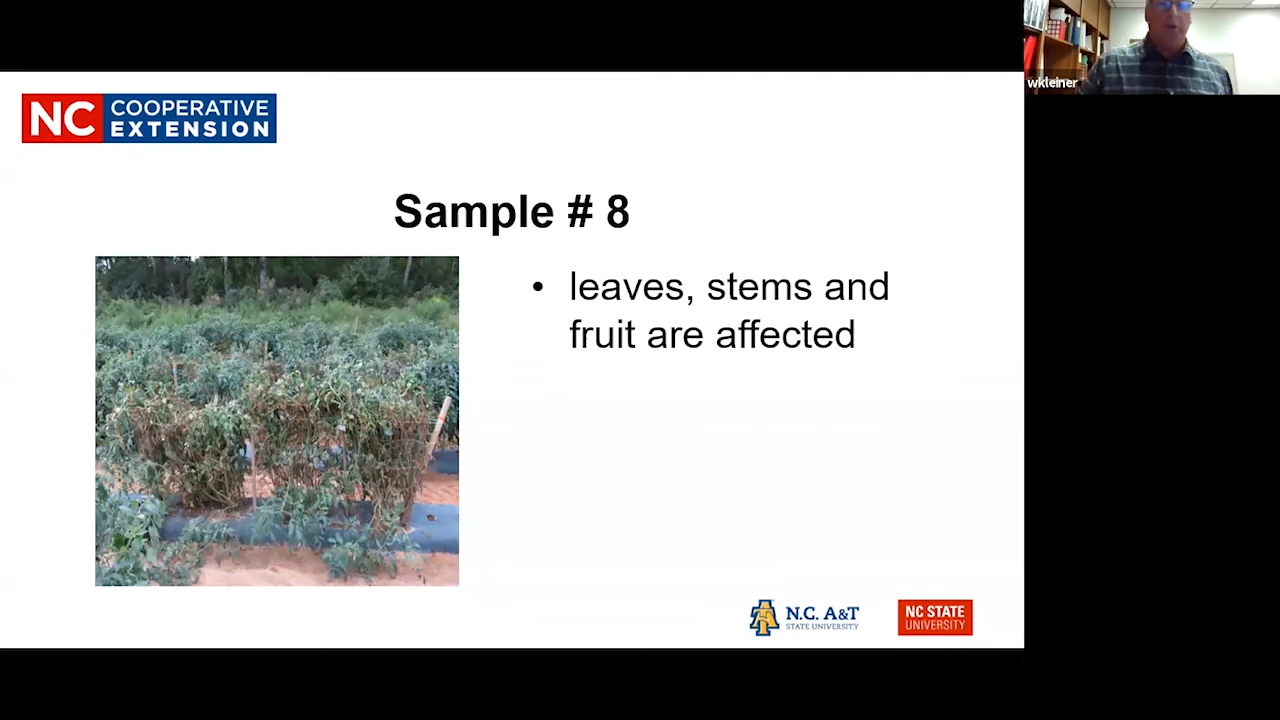 wkleiner
NC COOPERATIVE
EXTENSION
Sample # 8
• leaves, stems and
fruit are affected
N.C. A&T
STATE UNIVERSITY
NC STATE
UNIVERSITY